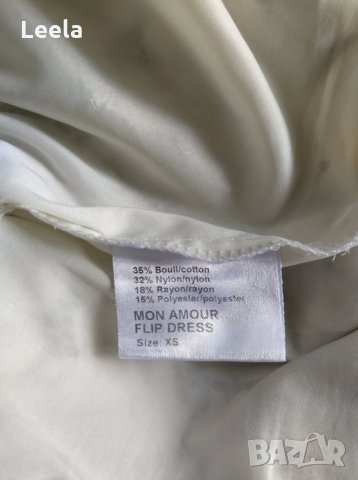 Leela
35% Boull/cotton
32% Nylon/nylon
18% Rayon/rayon
15% Polyester/polyester
MON AMOUR
FLIP DRESS
Size: XS
BAZAR